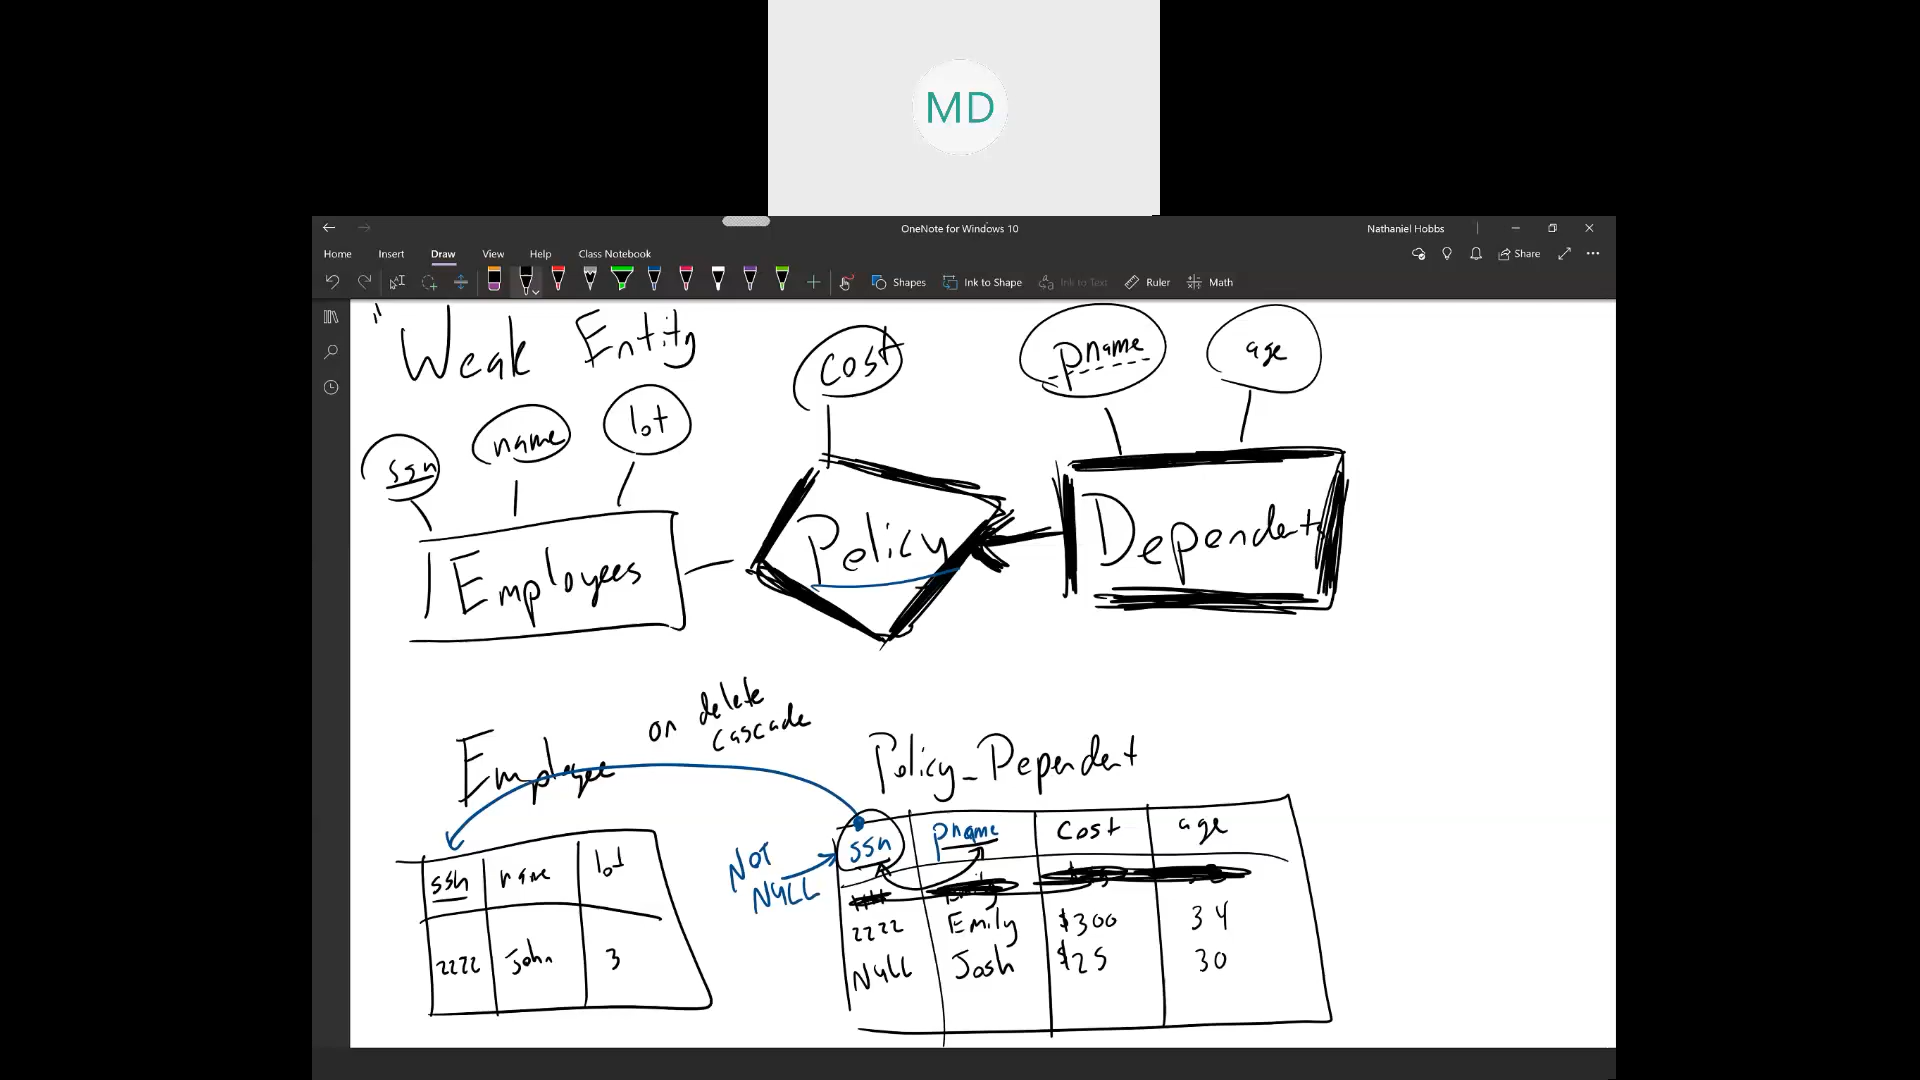 MD
OneNote for Windows 10
Nathaniel Hobbs
Home Insert Draw View Help Class Notebook
Share
Shapes Ink to Shape Ink to Text Ruler Math
"Weak Entity
ssn name lot cost pname age
Employees Policy Dependents
on delete cascade
Employee
Policy_Dependent
ssn name lot
2222 John 3
NOT NULL
ssn pname cost age
2222 Emily $300 34
NULL Josh $25 30